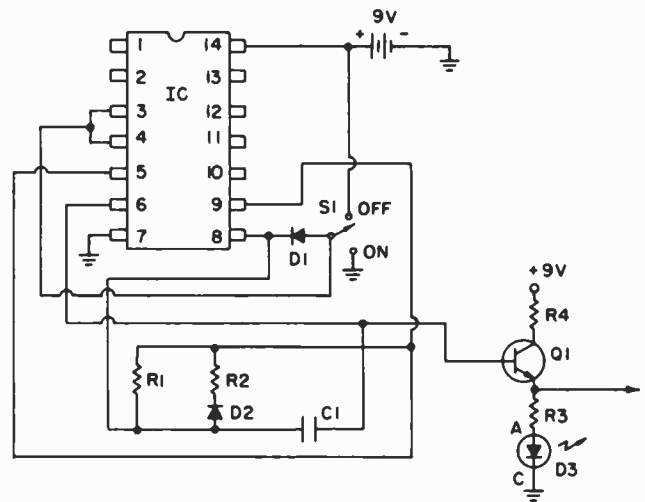 9V
+ -
1 14
2 13
IC
3 12
4 11
5 10
6 9
7 8
S1 OFF
D1 ON
+9V
R4
Q1
R1 R2
D2 C1
R3
A
D3
C